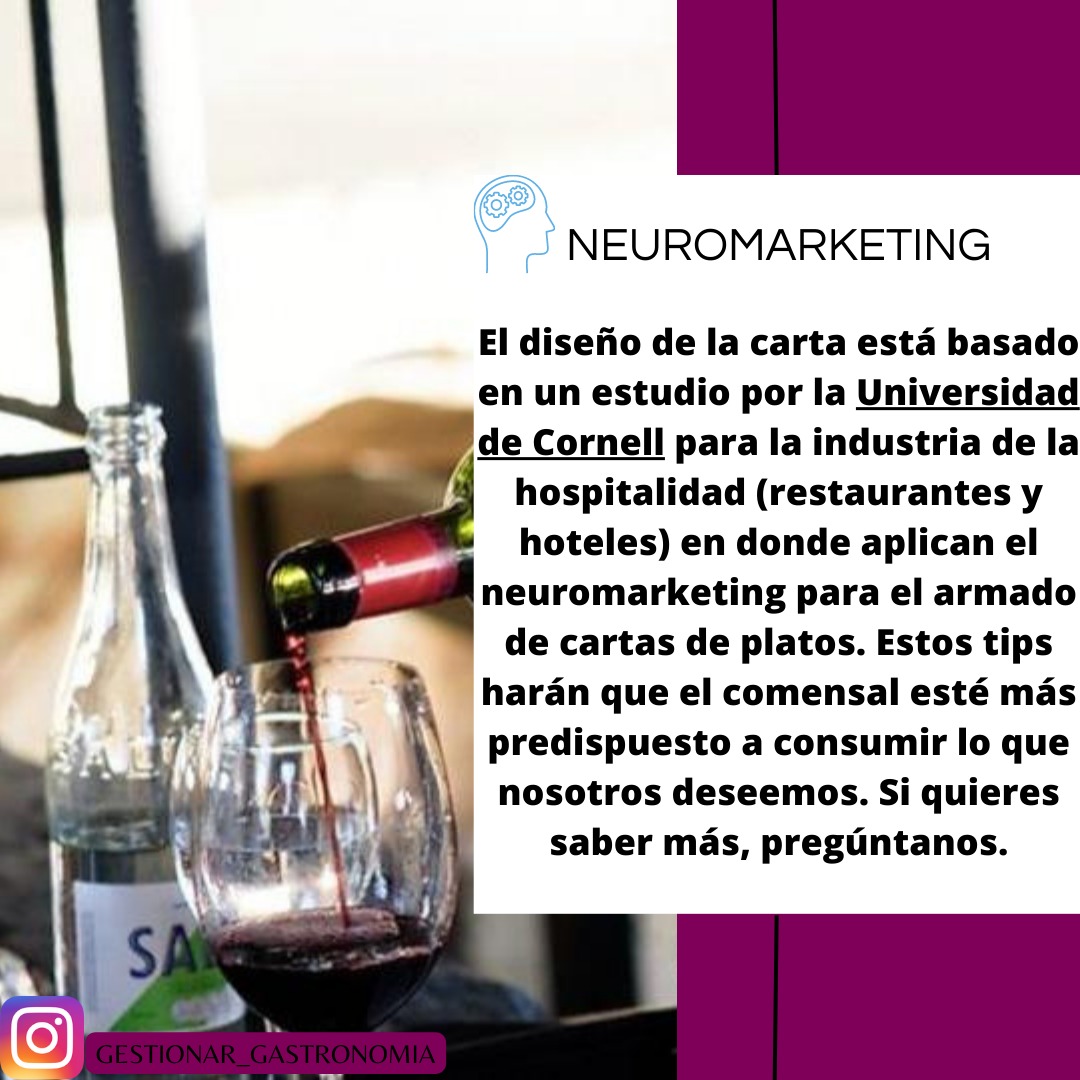 NEUROMARKETING
El diseño de la carta está basado
en un estudio por la Universidad
de Cornell para la industria de la
hospitalidad (restaurantes y
hoteles) en donde aplican el
neuromarketing para el armado
de cartas de platos. Estos tips
harán que el comensal esté más
predispuesto a consumir lo que
nosotros deseemos. Si quieres
saber más, pregúntanos.
GESTIONAR_GASTRONOMIA